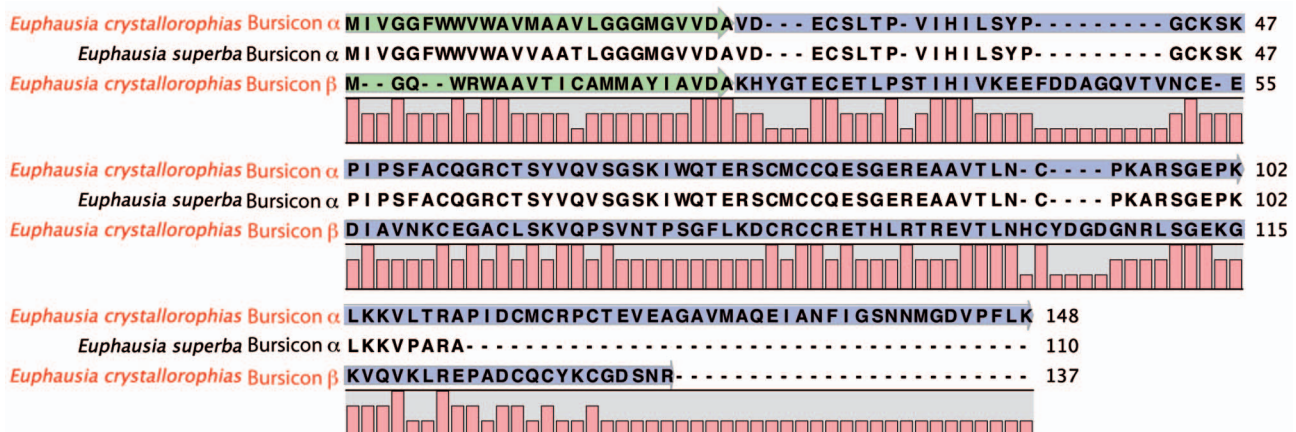 Euphausia crystallorophias Bursicon α MIVGGFWWVWAVMAAVLGGGMGVVDAVD---ECSLTP-VIHILSYP---------GCKSK 47
Euphausia superba Bursicon α MIVGGFWWVWAVVAATLGGGMGVVDAVD---ECSLTP-VIHILSYP---------GCKSK 47
Euphausia crystallorophias Bursicon β M--GQ--WRWAAVTICAMMAYIAVDAKHYGTECETLPSTIHIVKEEFDDAGQVTVNCE-E 55
Euphausia crystallorophias Bursicon α PIPSFACQGRCTSYVQVSGSKIWQTERSCMCCQESGEREAAVTLN-C----PKARSGEPK 102
Euphausia superba Bursicon α PIPSFACQGRCTSYVQVSGSKIWQTERSCMCCQESGEREAAVTLN-C----PKARSGEPK 102
Euphausia crystallorophias Bursicon β DIAVNKCEGACLSKVQPSVNTPSGFLKDCRCCRETHLRTREVTLNHCYDGDGNRLSGEKG 115
Euphausia crystallorophias Bursicon α LKKVLTRAPIDCMCRPCTEVEAGAVMAQEIANFIGSNNMGDVPFLK 148
Euphausia superba Bursicon α LKKVPARA-------------------------------------- 110
Euphausia crystallorophias Bursicon β KVQVKLREPADCQCYKCGDSNR------------------------ 137